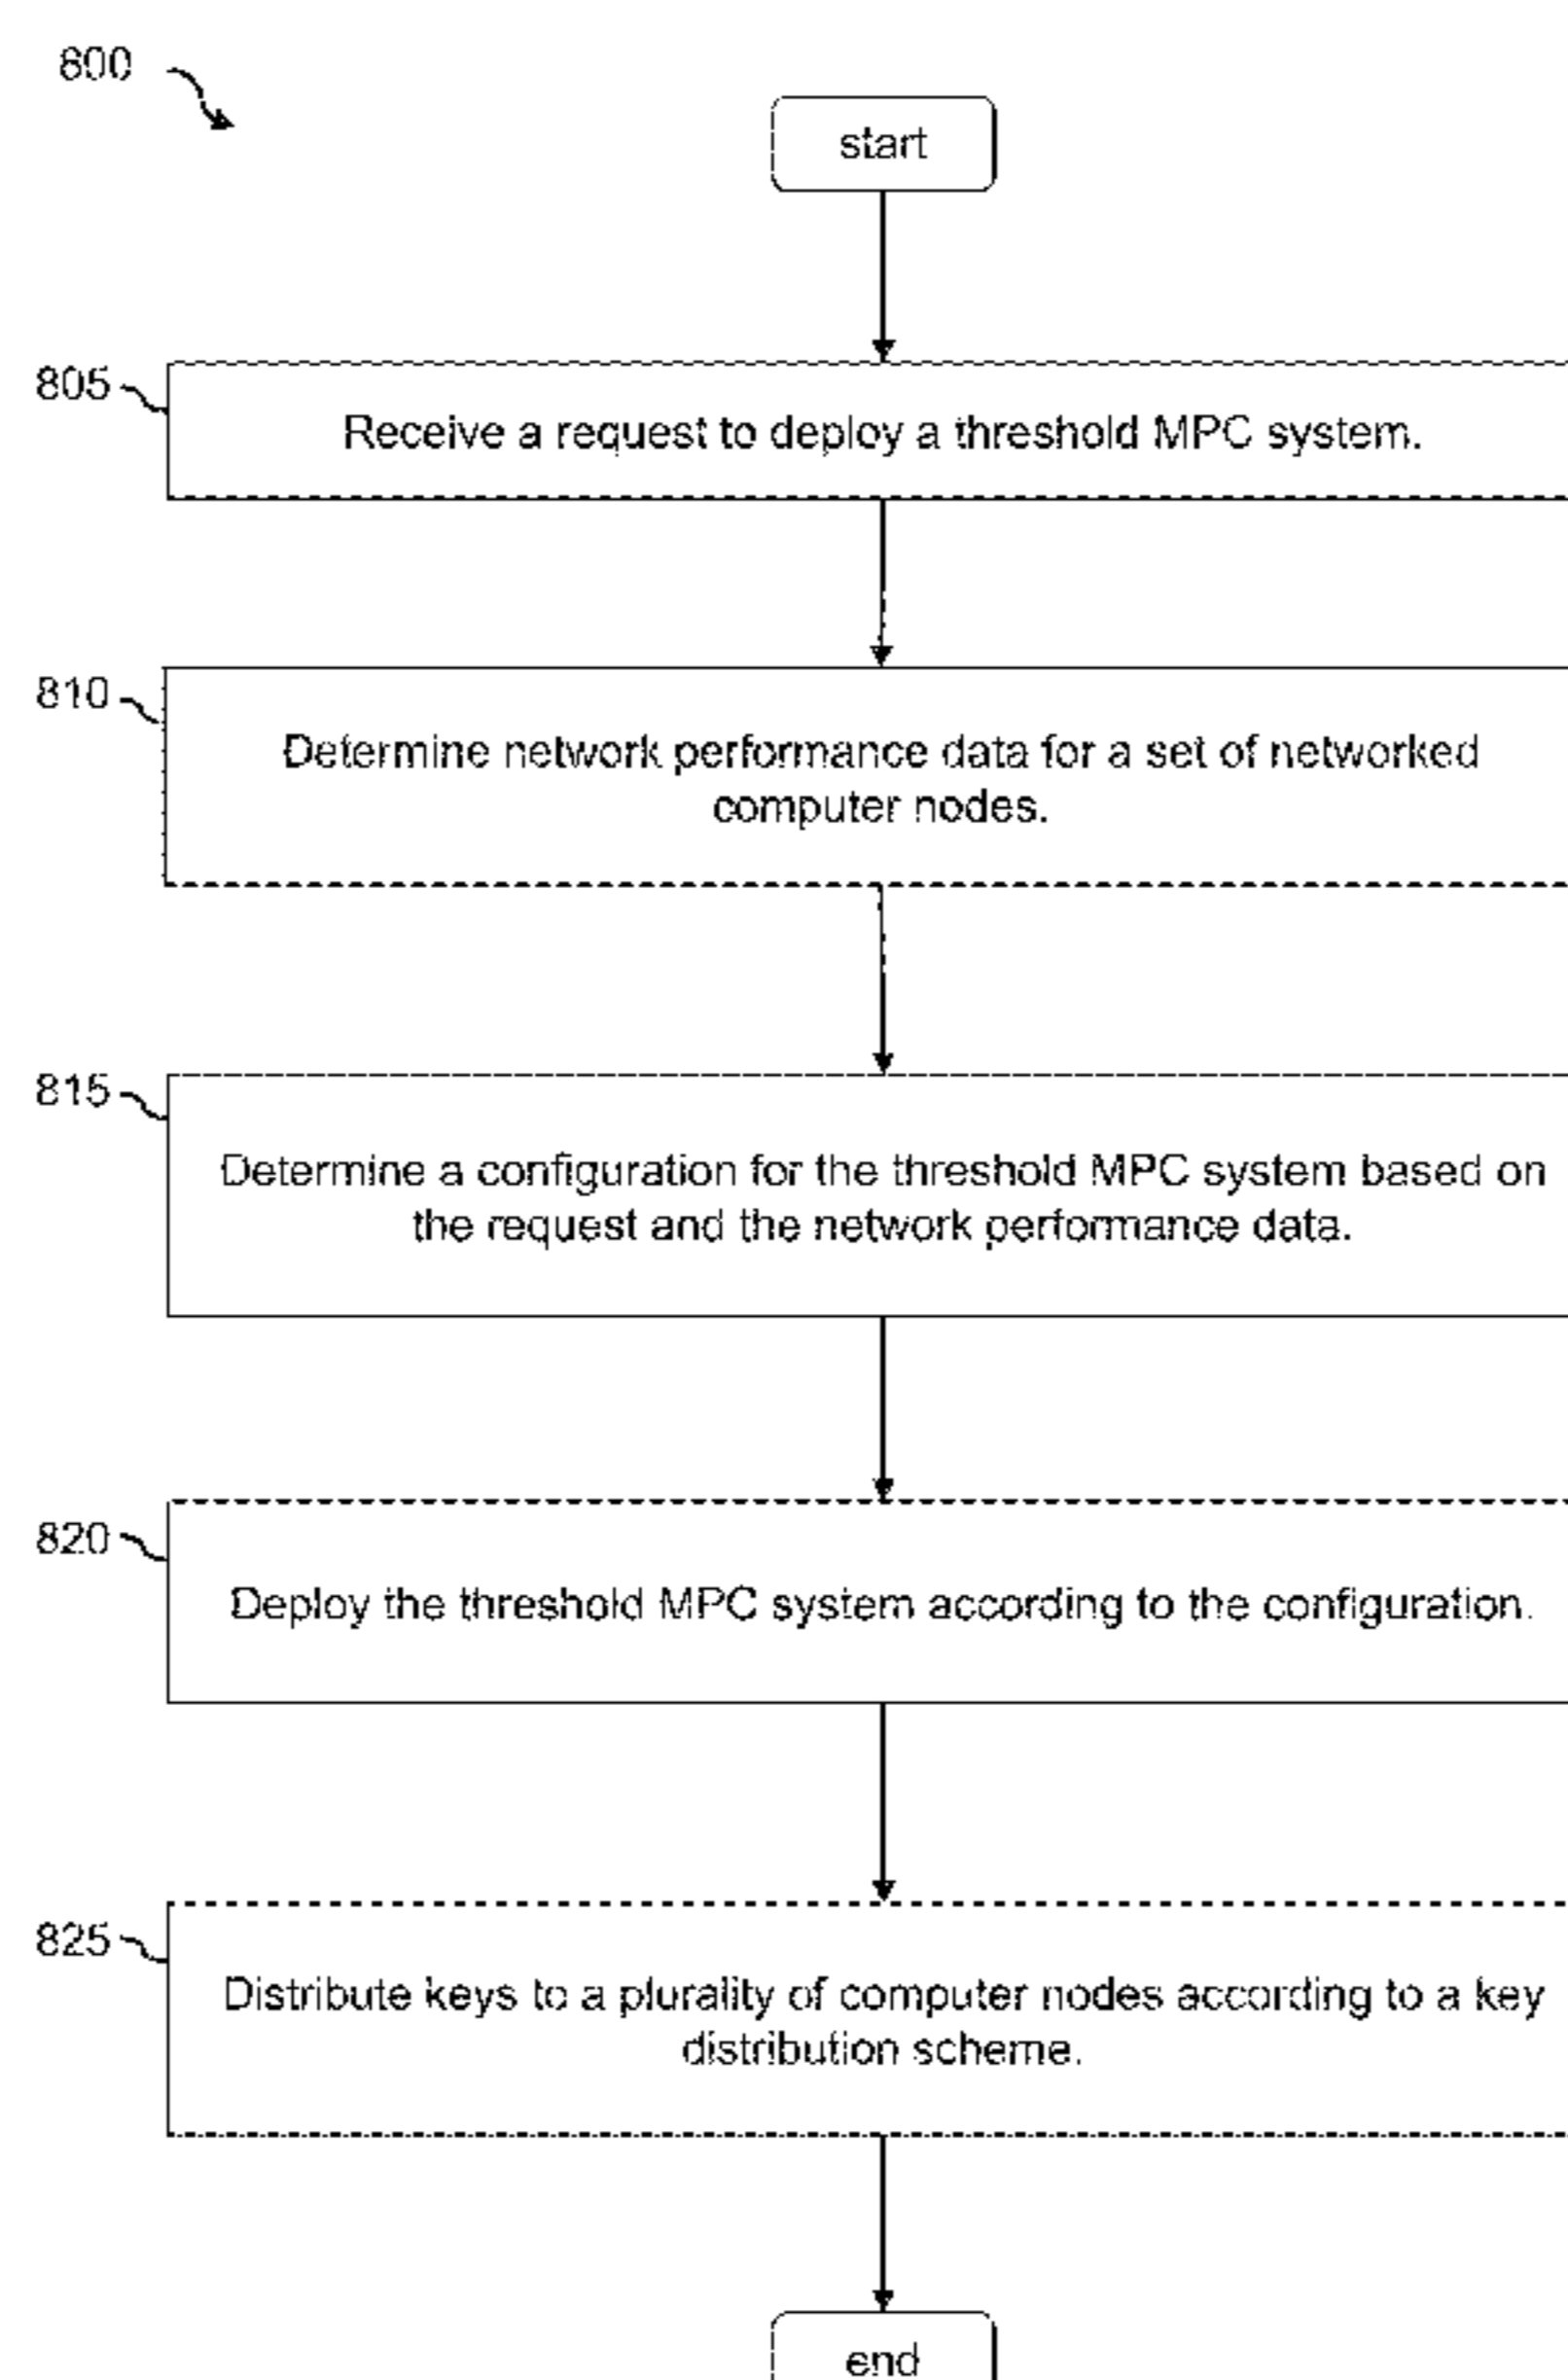 800
start
805
Receive a request to deploy a threshold MPC system.
810
Determine network performance data for a set of networked
computer nodes.
815
Determine a configuration for the threshold MPC system based on
the request and the network performance data.
820
Deploy the threshold MPC system according to the configuration.
825
Distribute keys to a plurality of computer nodes according to a key
distribution scheme.
end